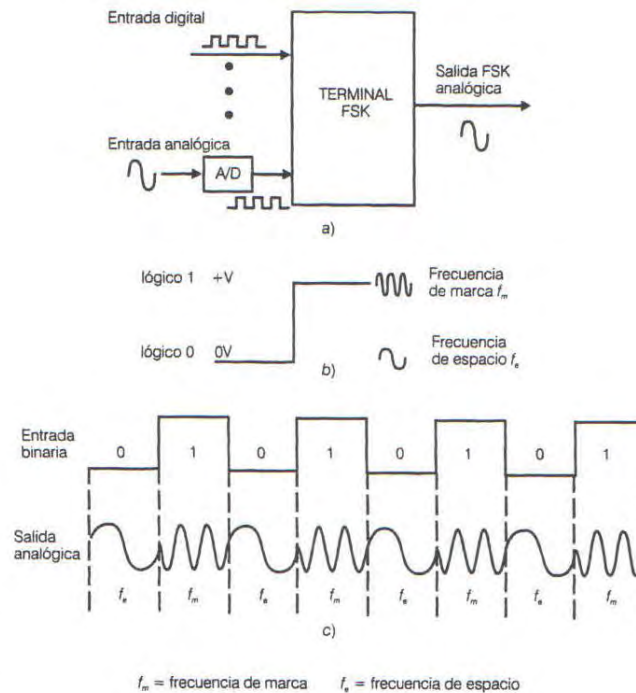 Entrada digital
TERMINAL
FSK
Salida FSK
analógica
Entrada analógica
A/D
a)
lógico 1 +V
Frecuencia
de marca fm
lógico 0 0V
Frecuencia
de espacio fe
b)
Entrada
binaria
0 1 0 1 0 1 0 1
Salida
analógica
fe fm fe fm fe fm fe fm
c)
fm = frecuencia de marca fe = frecuencia de espacio